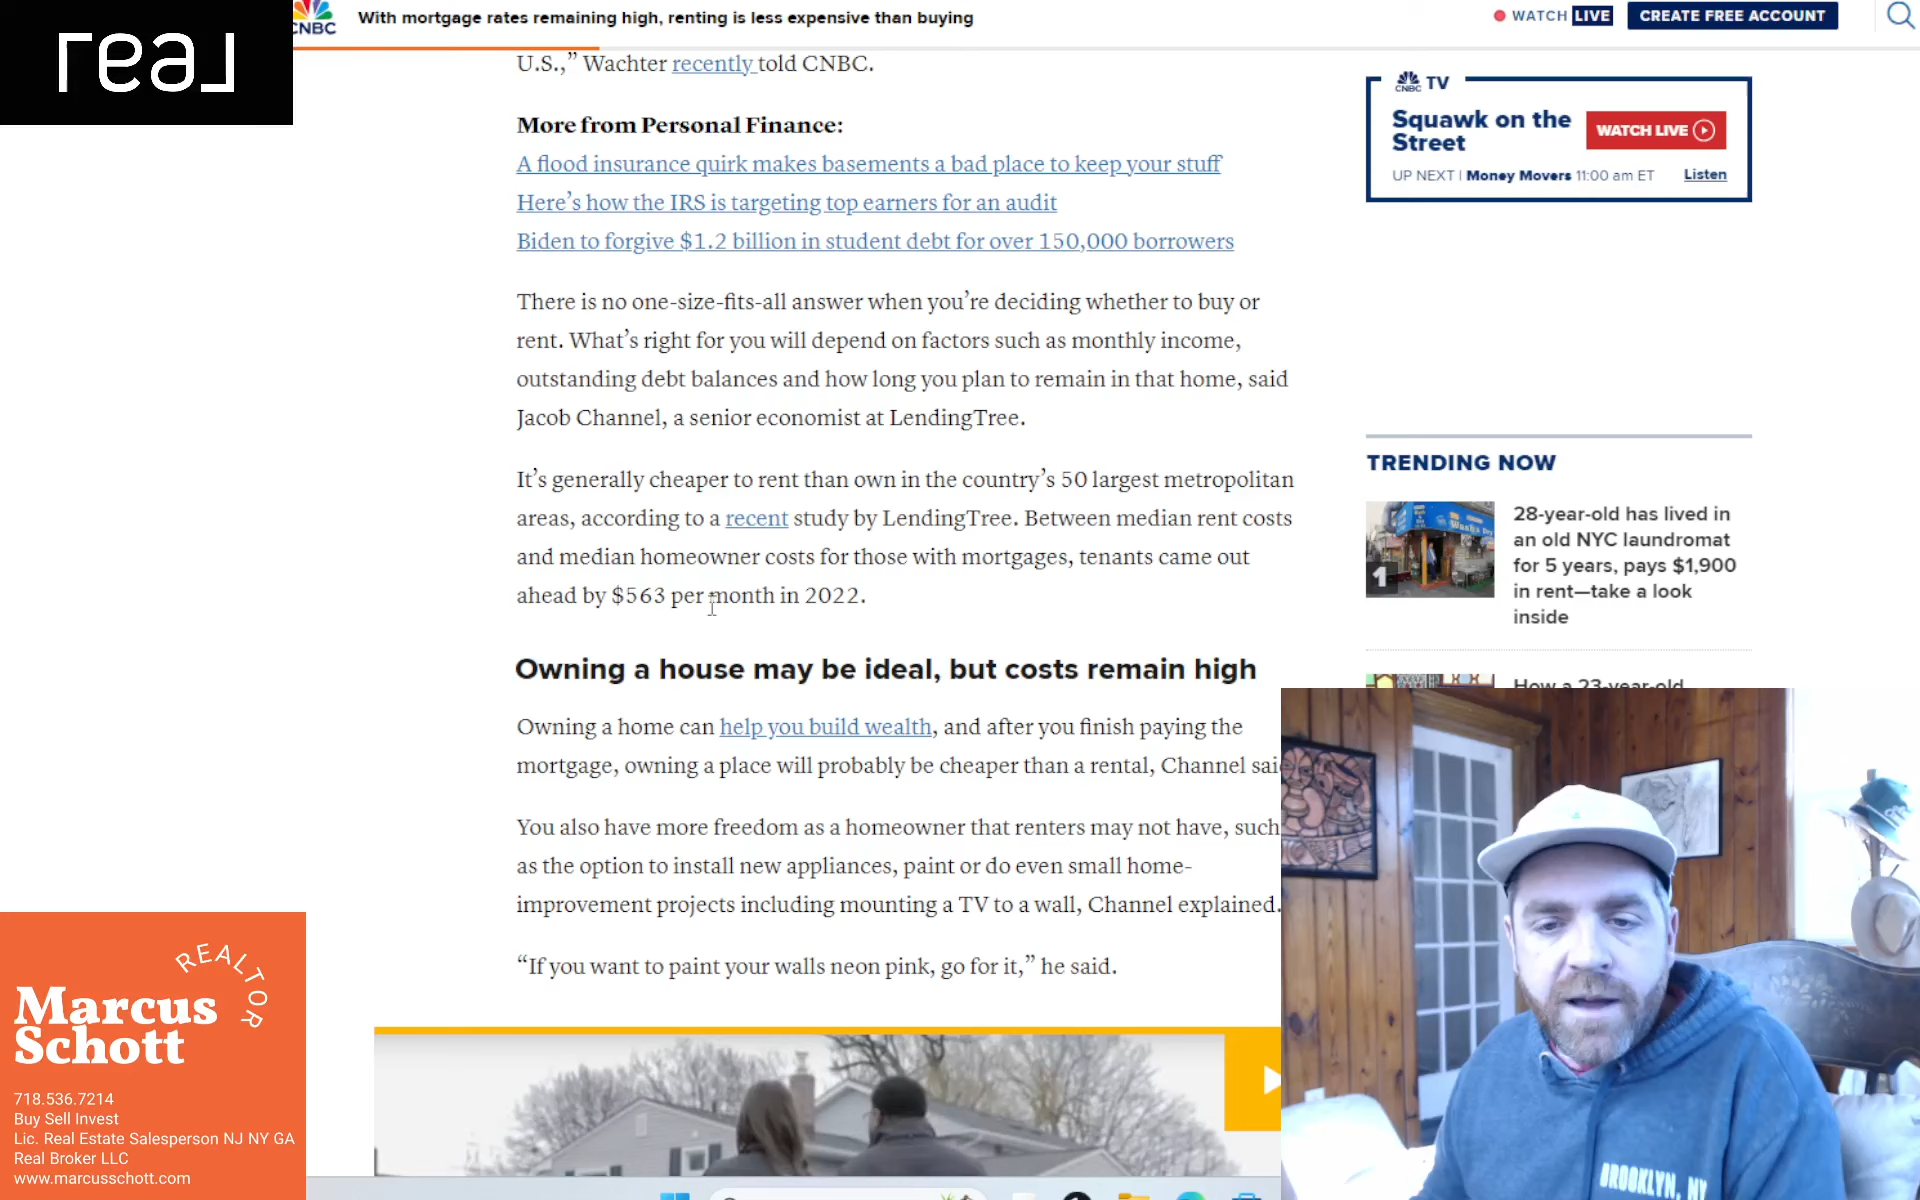 real
CNBC
With mortgage rates remaining high, renting is less expensive than buying
WATCH LIVE
CREATE FREE ACCOUNT
U.S.,” Wachter recently told CNBC.
More from Personal Finance:
A flood insurance quirk makes basements a bad place to keep your stuff
Here’s how the IRS is targeting top earners for an audit
Biden to forgive $1.2 billion in student debt for over 150,000 borrowers
There is no one-size-fits-all answer when you’re deciding whether to buy or
rent. What’s right for you will depend on factors such as monthly income,
outstanding debt balances and how long you plan to remain in that home, said
Jacob Channel, a senior economist at LendingTree.
It’s generally cheaper to rent than own in the country’s 50 largest metropolitan
areas, according to a recent study by LendingTree. Between median rent costs
and median homeowner costs for those with mortgages, tenants came out
ahead by $563 per month in 2022.
Owning a house may be ideal, but costs remain high
Owning a home can help you build wealth, and after you finish paying the
mortgage, owning a place will probably be cheaper than a rental, Channel sai
You also have more freedom as a homeowner that renters may not have, such
as the option to install new appliances, paint or do even small home-
improvement projects including mounting a TV to a wall, Channel explained.
“If you want to paint your walls neon pink, go for it,” he said.
CNBC TV
Squawk on the
Street
WATCH LIVE
UP NEXT | Money Movers 11:00 am ET
Listen
TRENDING NOW
1
28-year-old has lived in
an old NYC laundromat
for 5 years, pays $1,900
in rent—take a look
inside
How a 23-year-old
REALTOR
Marcus
Schott
718.536.7214
Buy Sell Invest
Lic. Real Estate Salesperson NJ NY GA
Real Broker LLC
www.marcusschott.com
BROOKLYN, NY